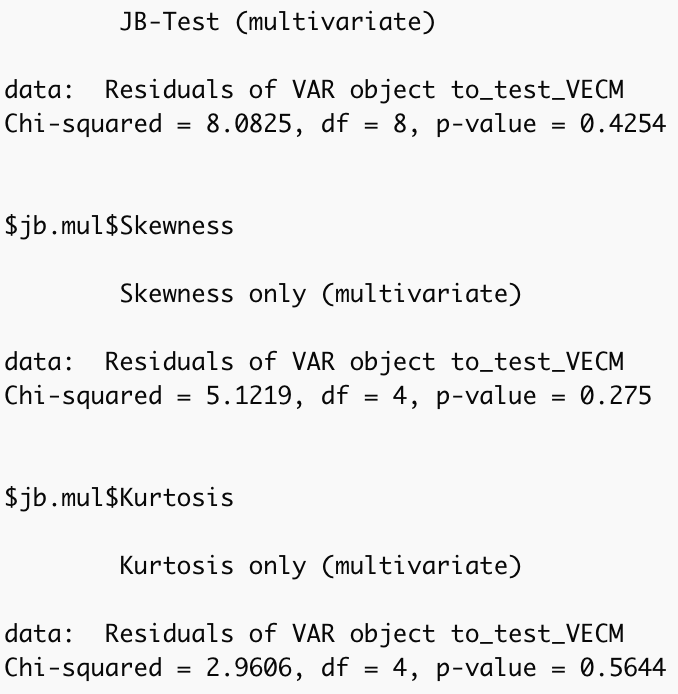 JB-Test (multivariate)
data:  Residuals of VAR object to_test_VECM
Chi-squared = 8.0825, df = 8, p-value = 0.4254
$jb.mul$Skewness
Skewness only (multivariate)
data:  Residuals of VAR object to_test_VECM
Chi-squared = 5.1219, df = 4, p-value = 0.275
$jb.mul$Kurtosis
Kurtosis only (multivariate)
data:  Residuals of VAR object to_test_VECM
Chi-squared = 2.9606, df = 4, p-value = 0.5644